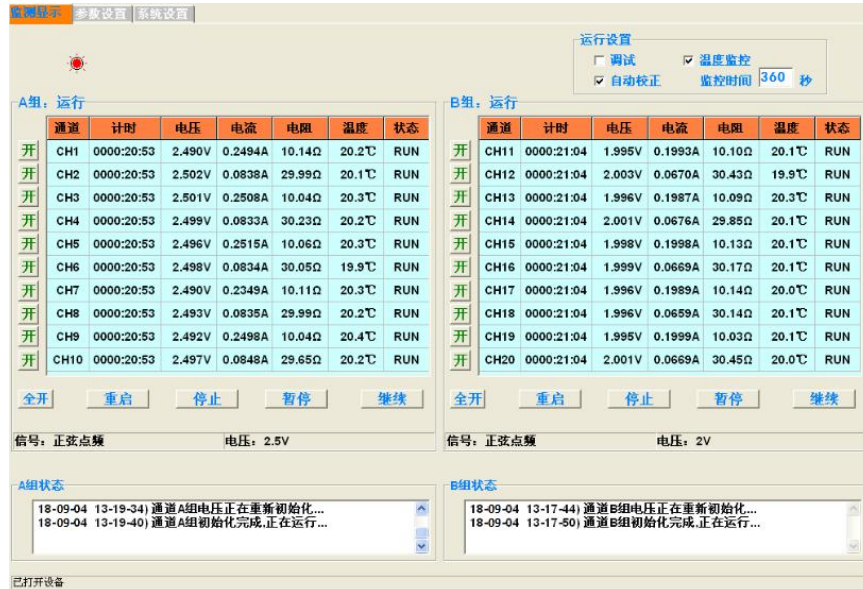 监测显示 参数设置 系统设置
运行设置
调试 温度监控
自动校正 监控时间 360 秒
A组：运行
通道 计时 电压 电流 电阻 温度 状态
开 CH1 0000:20:53 2.490V 0.2494A 10.14Ω 20.2℃ RUN
开 CH2 0000:20:53 2.502V 0.0838A 29.99Ω 20.1℃ RUN
开 CH3 0000:20:53 2.501V 0.2508A 10.04Ω 20.3℃ RUN
开 CH4 0000:20:53 2.499V 0.0833A 30.23Ω 20.2℃ RUN
开 CH5 0000:20:53 2.496V 0.2515A 10.06Ω 20.3℃ RUN
开 CH6 0000:20:53 2.498V 0.0834A 30.05Ω 19.9℃ RUN
开 CH7 0000:20:53 2.490V 0.2349A 10.11Ω 20.3℃ RUN
开 CH8 0000:20:53 2.493V 0.0835A 29.99Ω 20.2℃ RUN
开 CH9 0000:20:53 2.492V 0.2498A 10.04Ω 20.4℃ RUN
开 CH10 0000:20:53 2.497V 0.0848A 29.65Ω 20.2℃ RUN
全开 重启 停止 暂停 继续
信号：正弦点频 电压：2.5V
B组：运行
通道 计时 电压 电流 电阻 温度 状态
开 CH11 0000:21:04 1.995V 0.1993A 10.10Ω 20.1℃ RUN
开 CH12 0000:21:04 2.003V 0.0670A 30.43Ω 19.9℃ RUN
开 CH13 0000:21:04 1.996V 0.1987A 10.09Ω 20.3℃ RUN
开 CH14 0000:21:04 2.001V 0.0676A 29.85Ω 20.1℃ RUN
开 CH15 0000:21:04 1.998V 0.1998A 10.13Ω 20.1℃ RUN
开 CH16 0000:21:04 1.999V 0.0669A 30.17Ω 20.1℃ RUN
开 CH17 0000:21:04 1.996V 0.1989A 10.14Ω 20.0℃ RUN
开 CH18 0000:21:04 1.996V 0.0659A 30.14Ω 20.1℃ RUN
开 CH19 0000:21:04 1.995V 0.1999A 10.03Ω 20.1℃ RUN
开 CH20 0000:21:04 2.001V 0.0669A 30.45Ω 20.0℃ RUN
全开 重启 停止 暂停 继续
信号：正弦点频 电压：2V
A组状态
18-09-04 13-19-34) 通道A组电压正在重新初始化...
18-09-04 13-19-40) 通道A组初始化完成,正在运行...
B组状态
18-09-04 13-17-44) 通道B组电压正在重新初始化...
18-09-04 13-17-50) 通道B组初始化完成,正在运行...
已打开设备